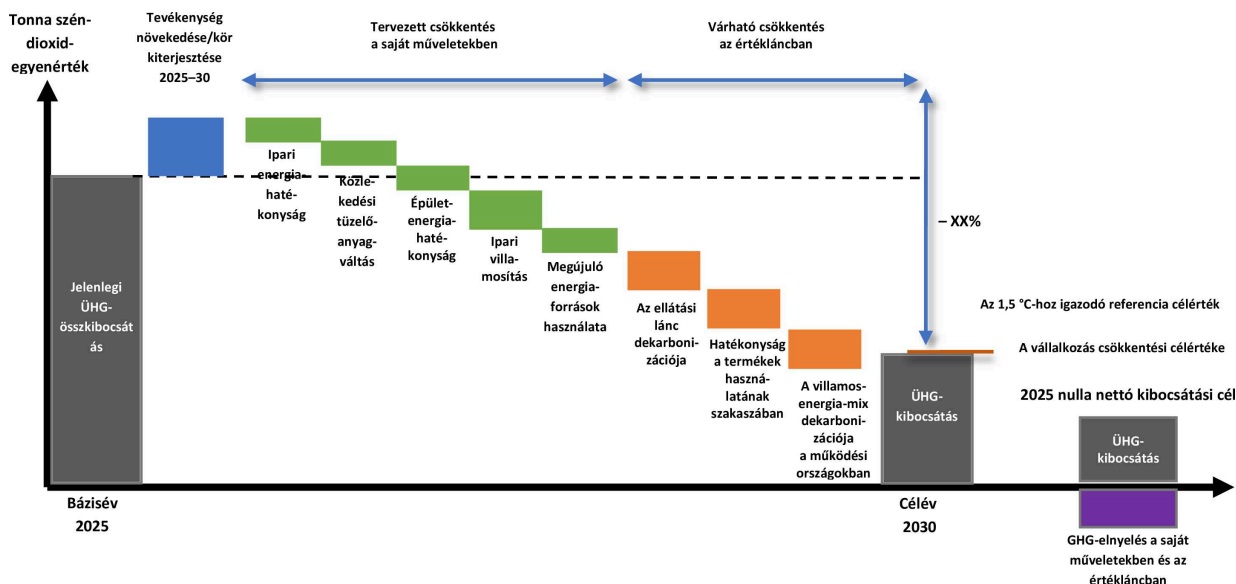 Tonna szén-
dioxid-
egyenérték
Tevékenység
növekedése/kör
kiterjesztése
2025–30
Tervezett csökkentés
a saját műveletekben
Várható csökkentés
az értékláncban
Jelenlegi
ÜHG-
összkibocsát
ás
Ipari
energia-
haté-
konyság
Közle-
kedési
tüzelő-
anyag-
váltás
Épület-
energia-
haté-
konyság
Ipari
villa-
mosítás
Megújuló
energia-
források
használata
Az ellátási
lánc
dekarboni-
zációja
Hatékonyság
a termékek
haszná-
latának
szakaszában
A villamos-
energia-mix
dekarboni-
zációja
a működési
országokban
ÜHG-
kibocsátás
– XX%
Az 1,5 °C-hoz igazodó referencia célérték
A vállalkozás csökkentési célértéke
2025 nulla nettó kibocsátási cél
ÜHG-
kibocsátás
Bázisév
2025
Célév
2030
GHG-elnyelés a saját
műveletekben és az
értékláncban